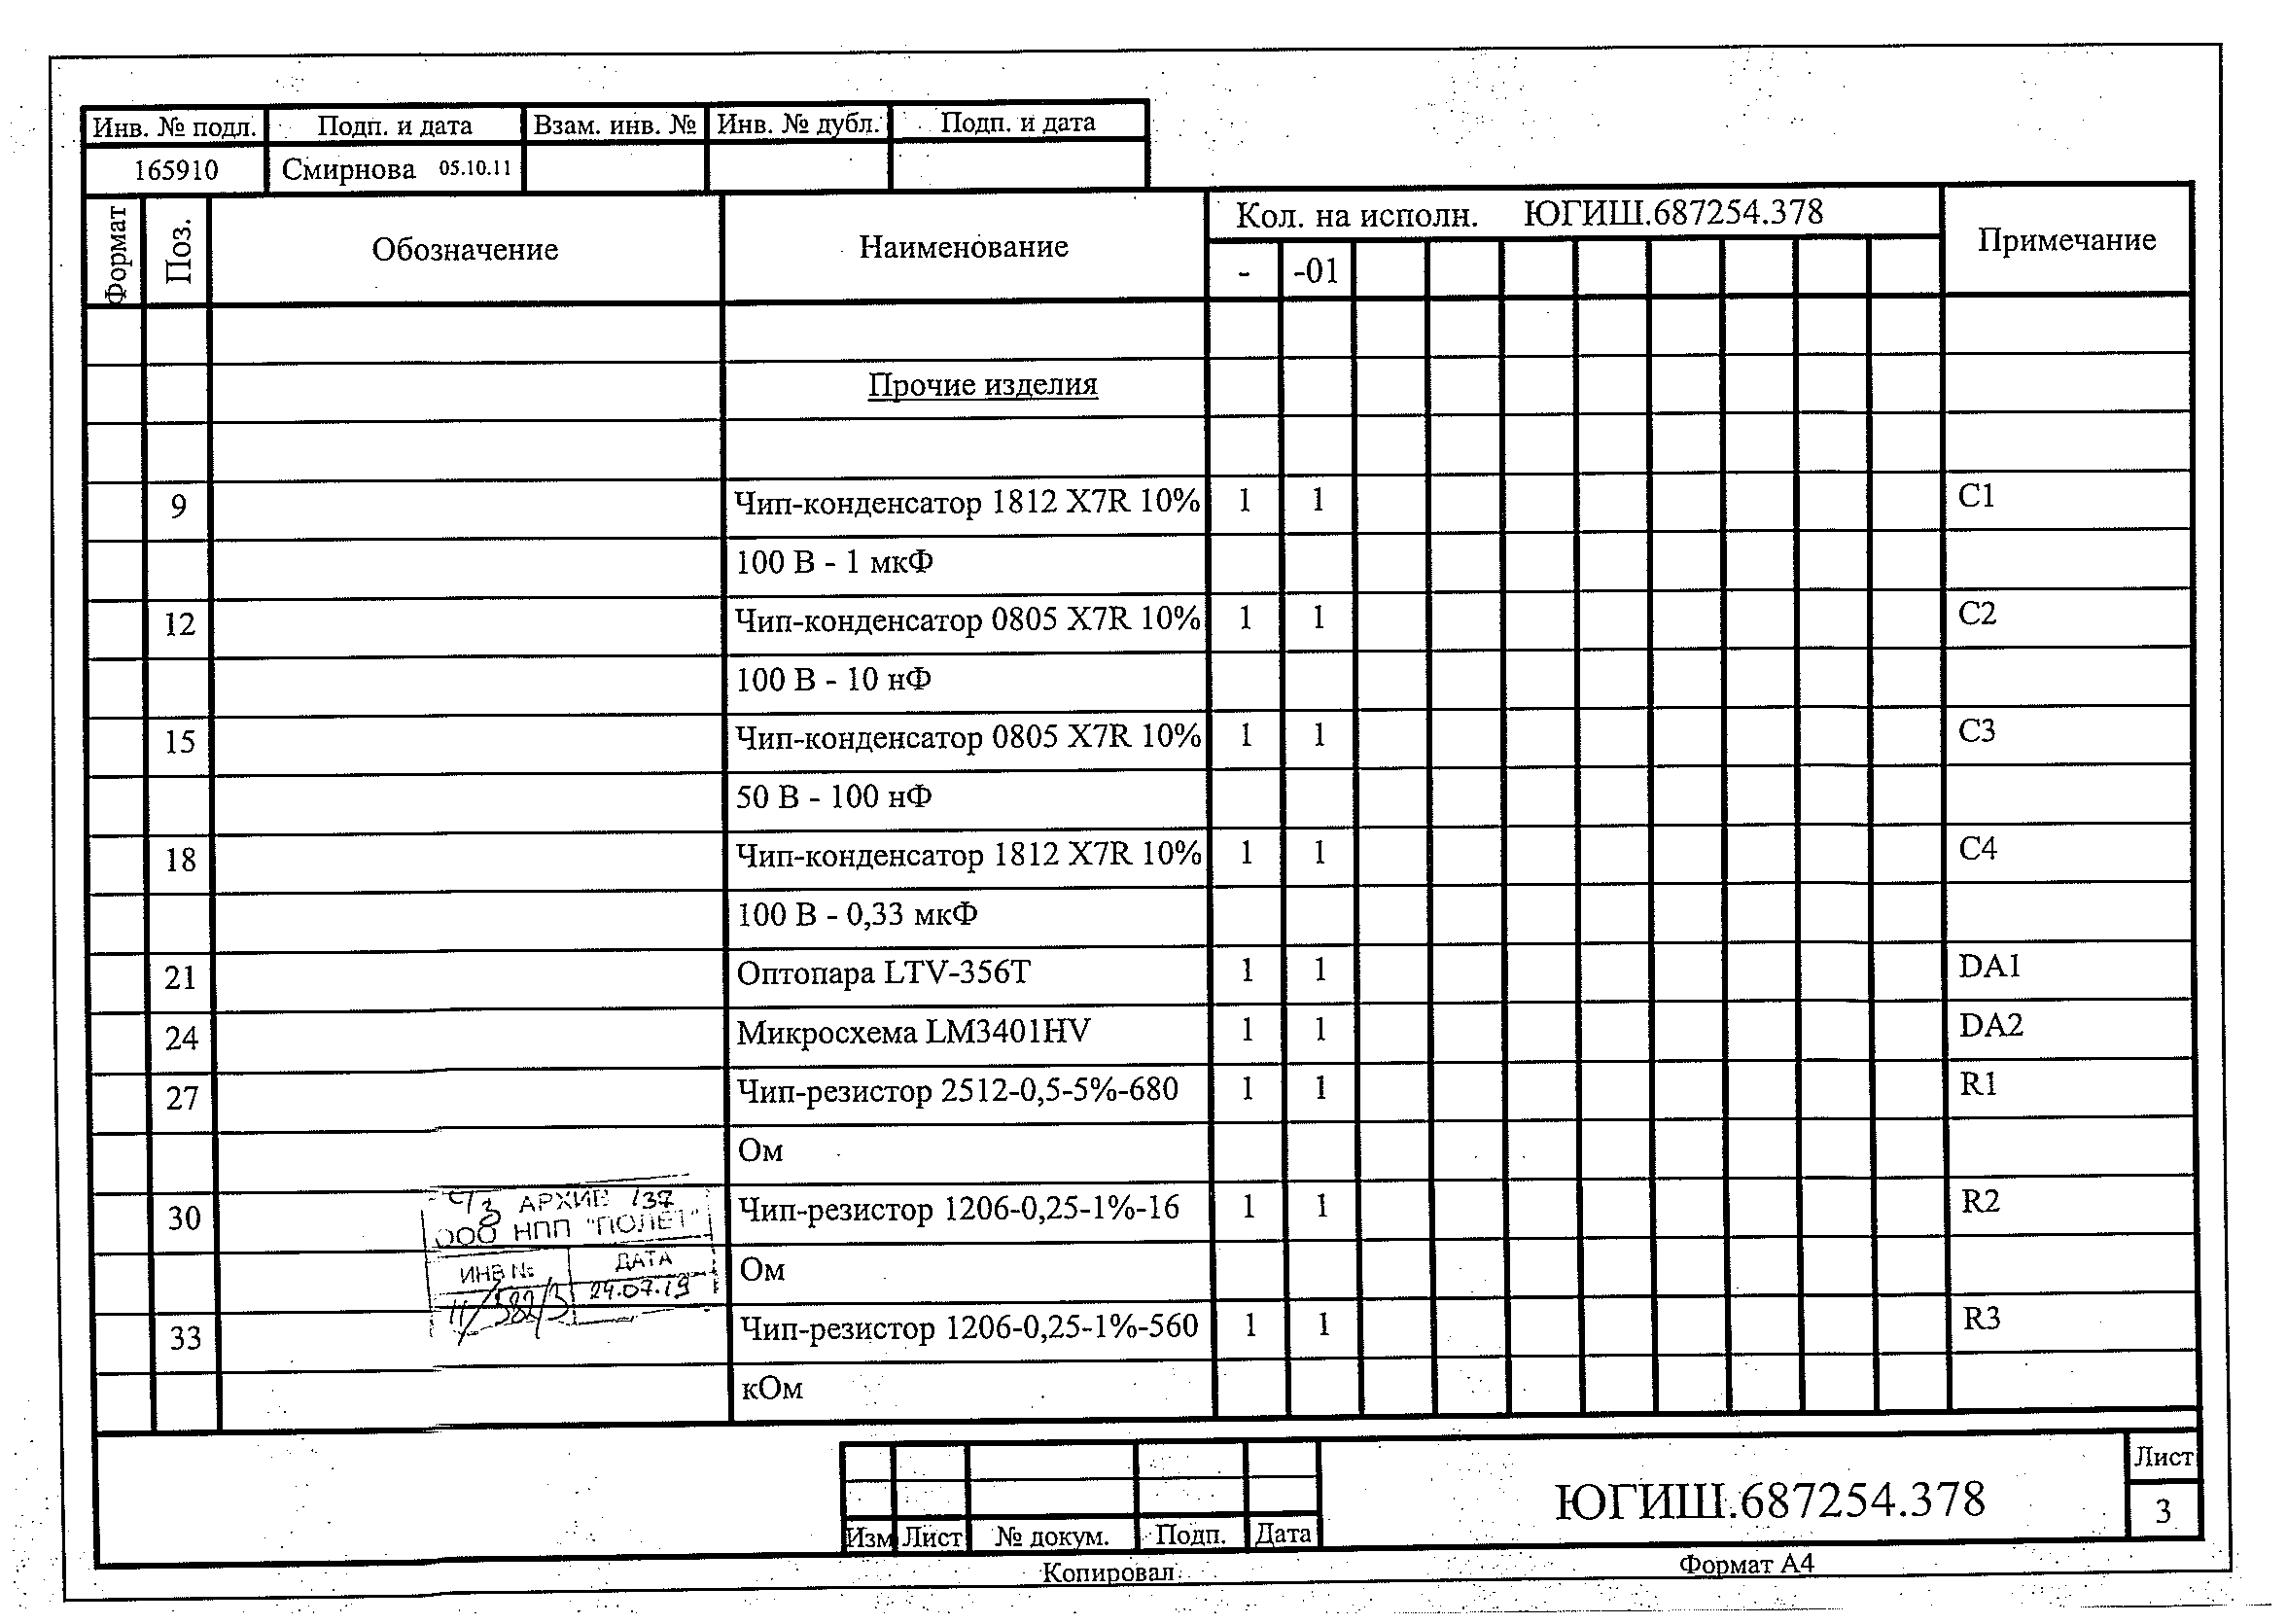 Инв. № подл. Подп. и дата Взам. инв. № Инв. № дубл. Подп. и дата
165910 Смирнова 05.10.11
Формат Поз. Обозначение Наименование Кол. на исполн. ЮГИШ.687254.378 Примечание
- -01
Прочие изделия
9 Чип-конденсатор 1812 X7R 10% 1 1 C1
100 В - 1 мкФ
12 Чип-конденсатор 0805 X7R 10% 1 1 C2
100 В - 10 нФ
15 Чип-конденсатор 0805 X7R 10% 1 1 C3
50 В - 100 нФ
18 Чип-конденсатор 1812 X7R 10% 1 1 C4
100 В - 0,33 мкФ
21 Оптопара LTV-356T 1 1 DA1
24 Микросхема LM3401HV 1 1 DA2
27 Чип-резистор 2512-0,5-5%-680 1 1 R1
Ом
30 Чип-резистор 1206-0,25-1%-16 1 1 R2
Ом
33 Чип-резистор 1206-0,25-1%-560 1 1 R3
кОм
ЧЗ АРХИВ 137
ООО НПП "ПОЛЕТ"
ИНВ № ДАТА
11/582/3 24.07.19
Изм Лист № докум. Подп. Дата
ЮГИШ.687254.378
Лист
3
Копировал Формат А4